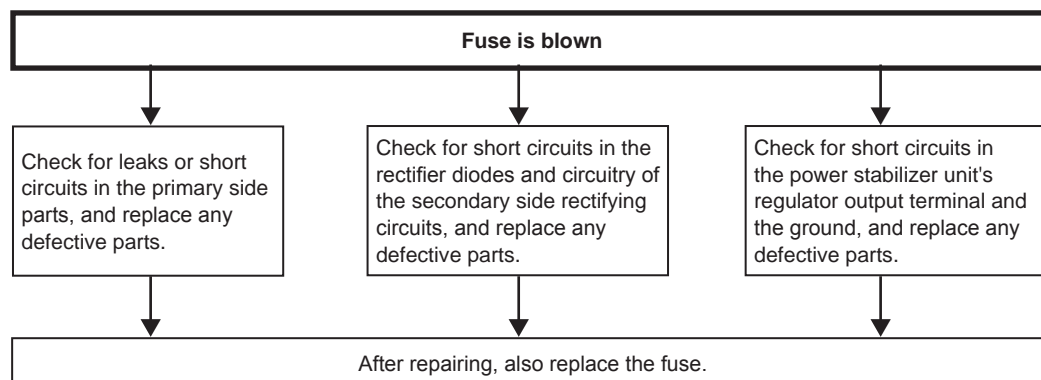 Fuse is blown
Check for leaks or short
circuits in the primary side
parts, and replace any
defective parts.
Check for short circuits in the
rectifier diodes and circuitry of
the secondary side rectifying
circuits, and replace any
defective parts.
Check for short circuits in
the power stabilizer unit's
regulator output terminal and
the ground, and replace any
defective parts.
After repairing, also replace the fuse.